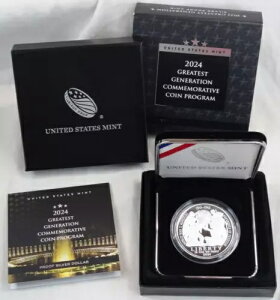 UNITED STATES MINT
2024
GREATEST
GENERATION
COMMEMORATIVE
COIN PROGRAM
UNITED STATES MINT
UNITED STATES MINT
2024
GREATEST
GENERATION
COMMEMORATIVE
COIN PROGRAM
PROOF SILVER DOLLAR
LIBERTY